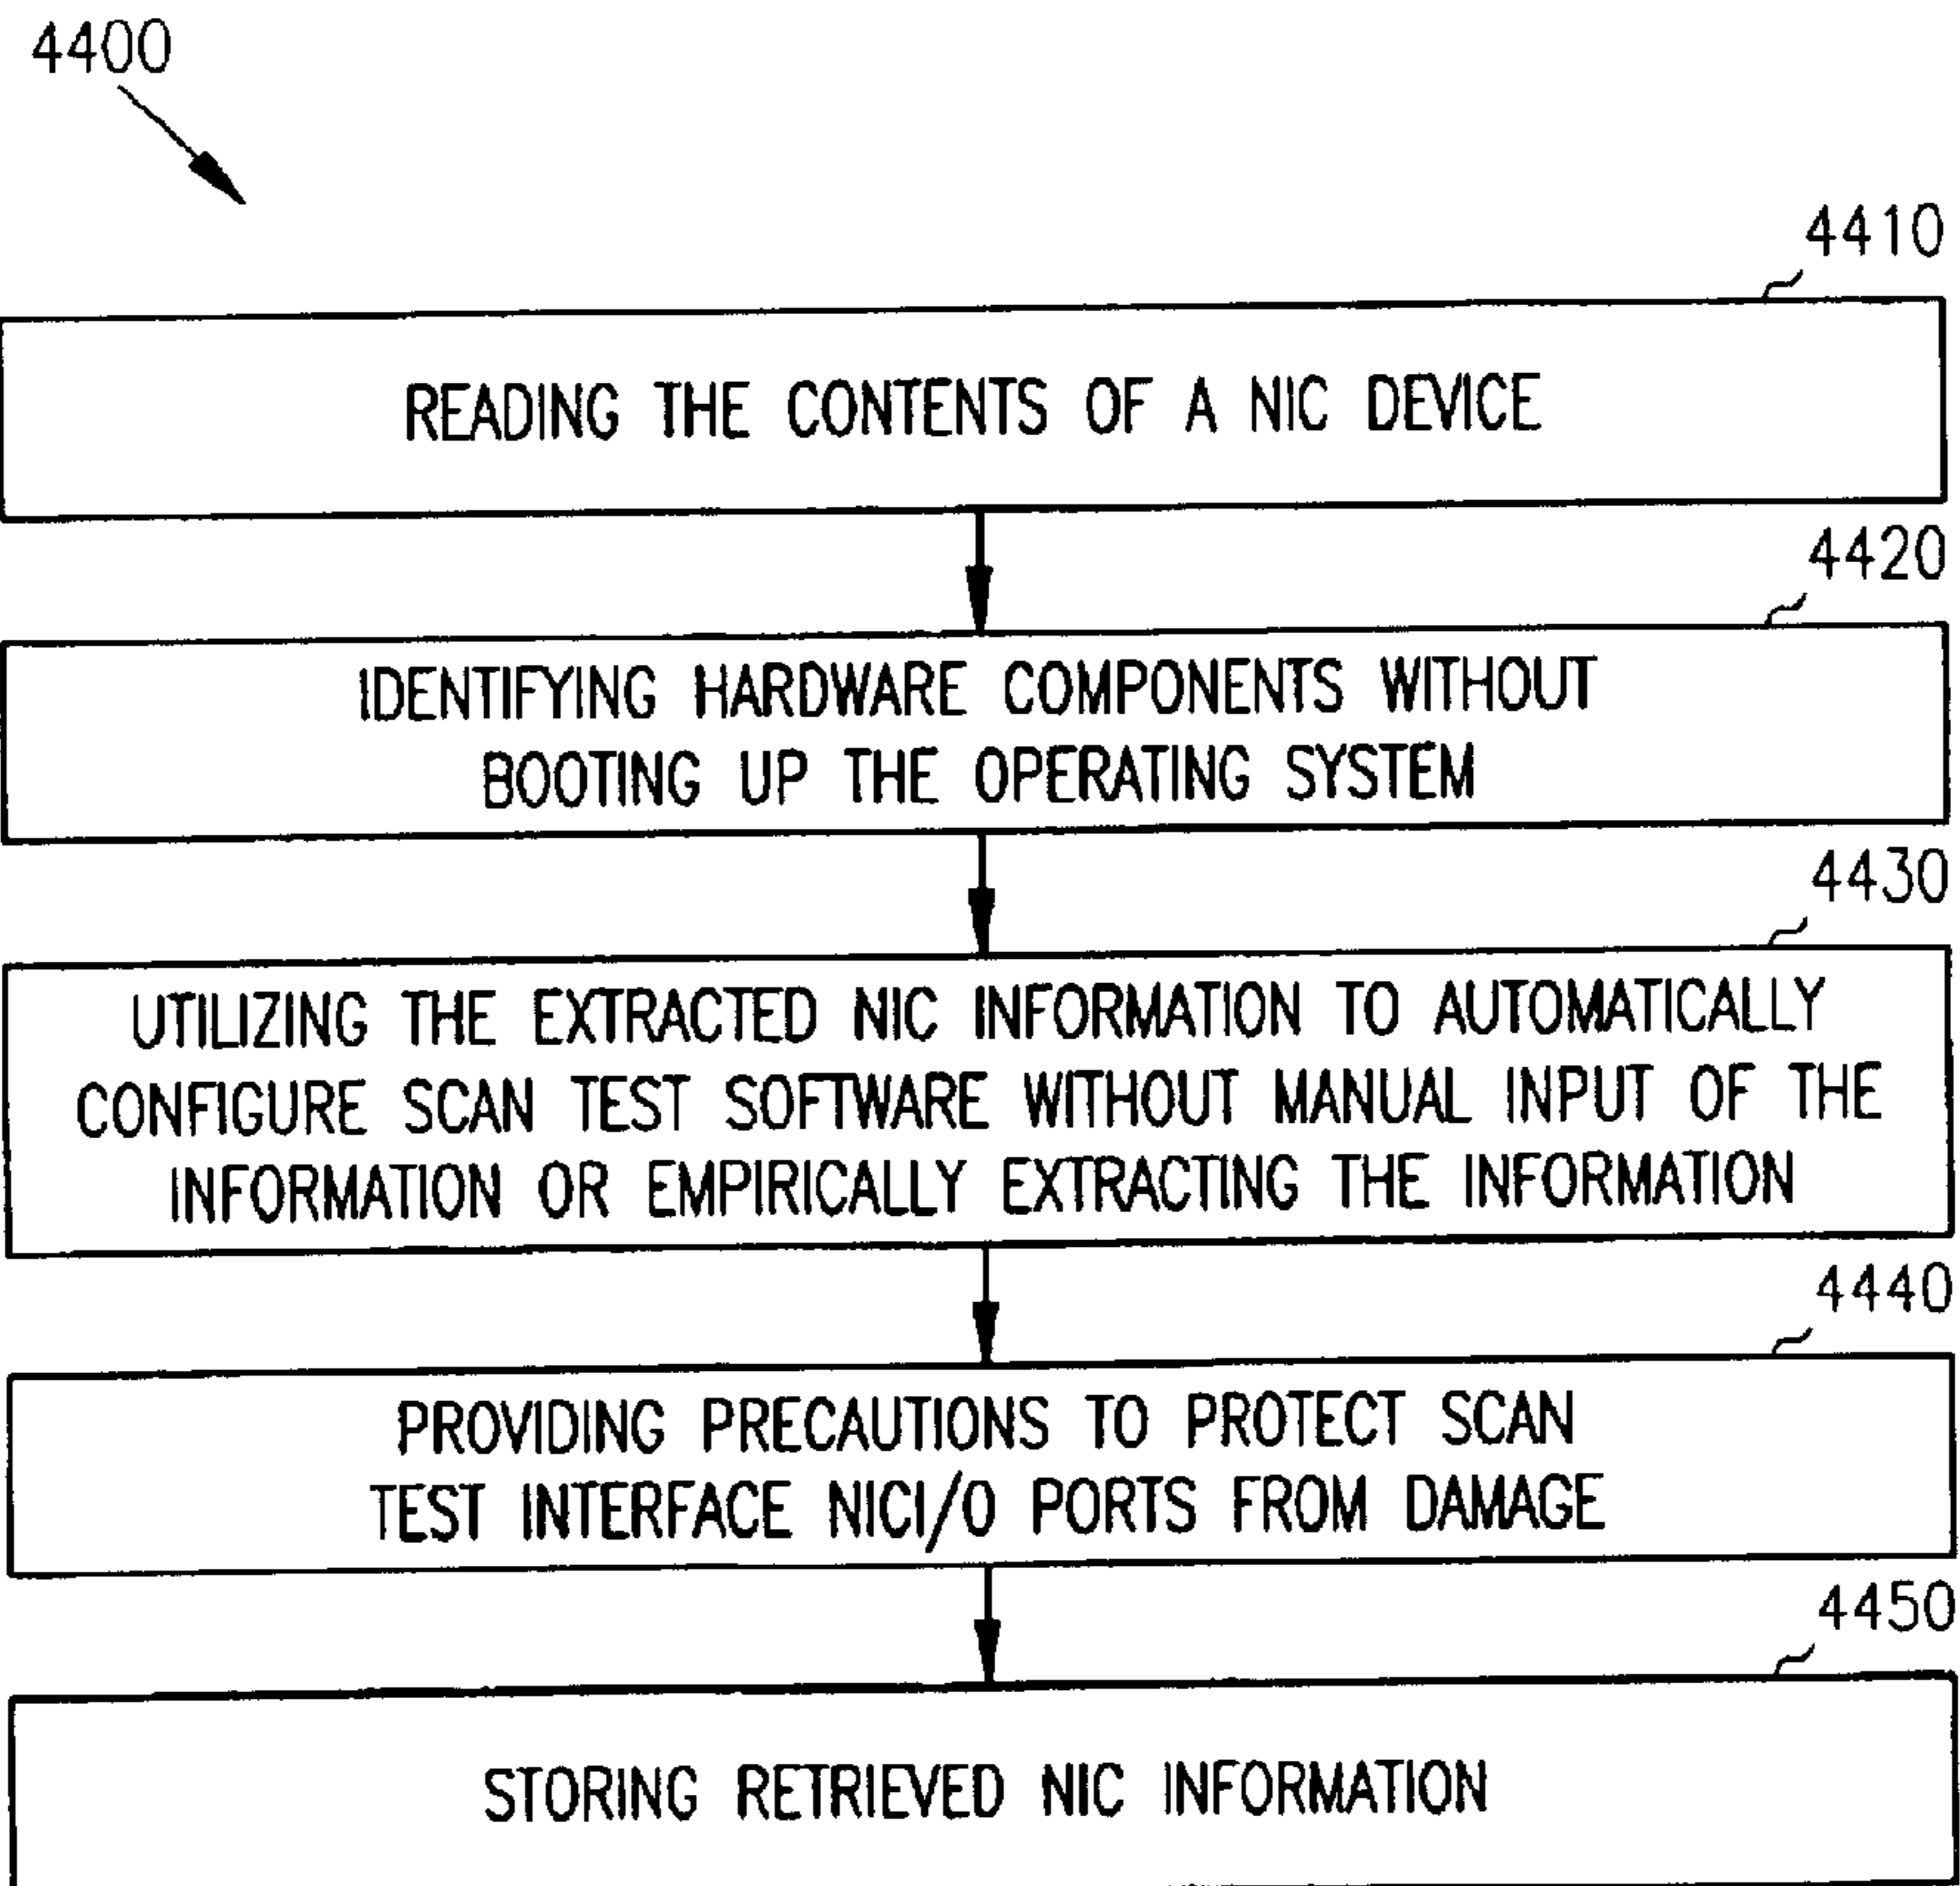 4400
4410
READING THE CONTENTS OF A NIC DEVICE
4420
IDENTIFYING HARDWARE COMPONENTS WITHOUT
BOOTING UP THE OPERATING SYSTEM
4430
UTILIZING THE EXTRACTED NIC INFORMATION TO AUTOMATICALLY
CONFIGURE SCAN TEST SOFTWARE WITHOUT MANUAL INPUT OF THE
INFORMATION OR EMPIRICALLY EXTRACTING THE INFORMATION
4440
PROVIDING PRECAUTIONS TO PROTECT SCAN
TEST INTERFACE NICI/O PORTS FROM DAMAGE
4450
STORING RETRIEVED NIC INFORMATION